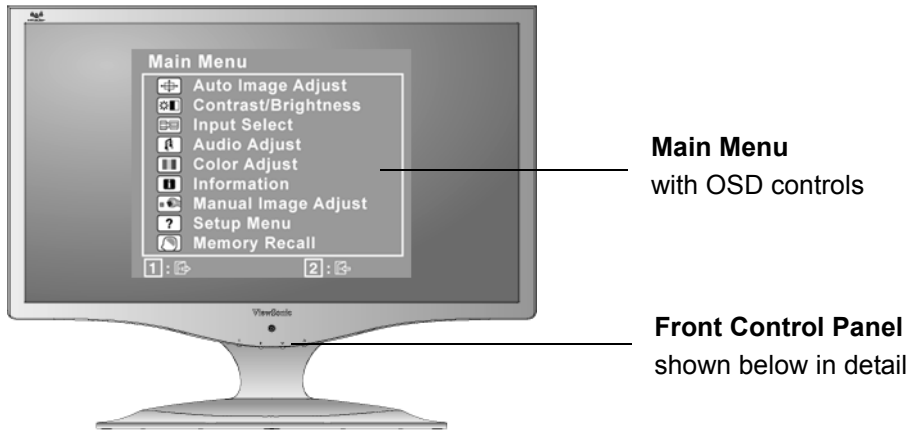 Main Menu
Auto Image Adjust
Contrast/Brightness
Input Select
Audio Adjust
Color Adjust
Information
Manual Image Adjust
? Setup Menu
Memory Recall
1 : 2 :
ViewSonic
Main Menu
with OSD controls
Front Control Panel
shown below in detail